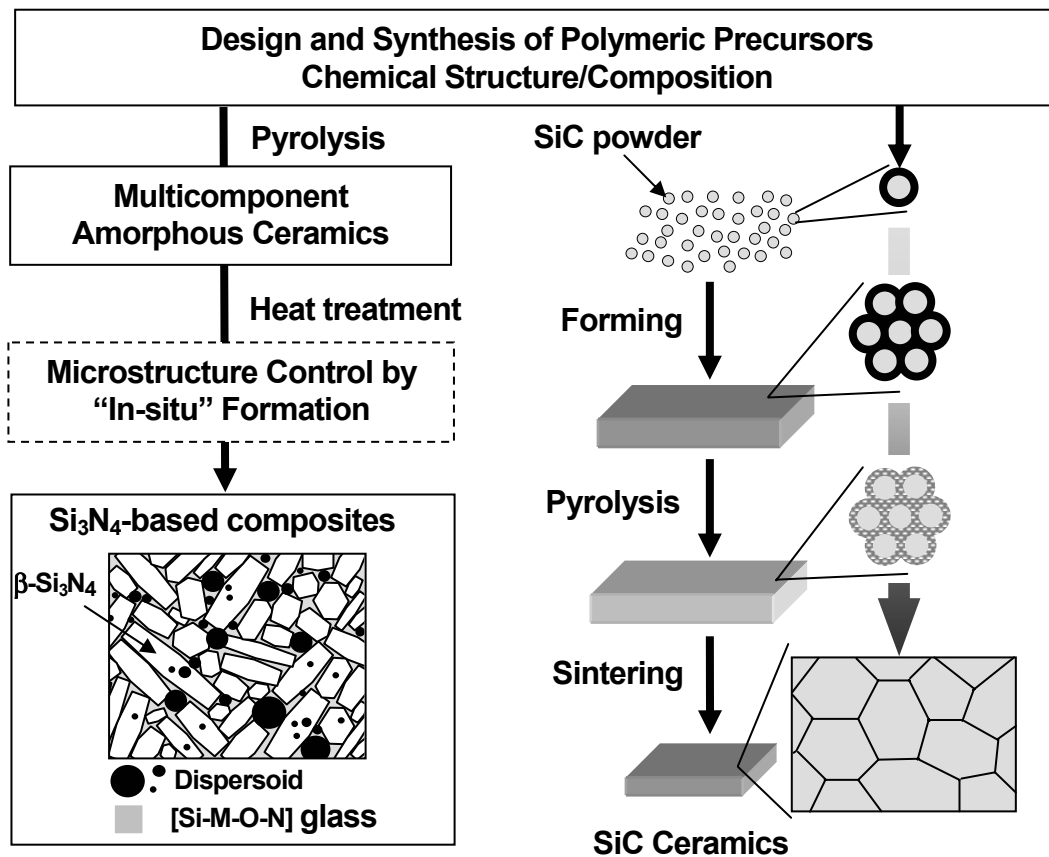 Design and Synthesis of Polymeric Precursors
Chemical Structure/Composition
Pyrolysis
Multicomponent
Amorphous Ceramics
Heat treatment
Microstructure Control by
“In-situ” Formation
Si₃N₄-based composites
β-Si₃N₄
Dispersoid
[Si-M-O-N] glass
SiC powder
Forming
Pyrolysis
Sintering
SiC Ceramics